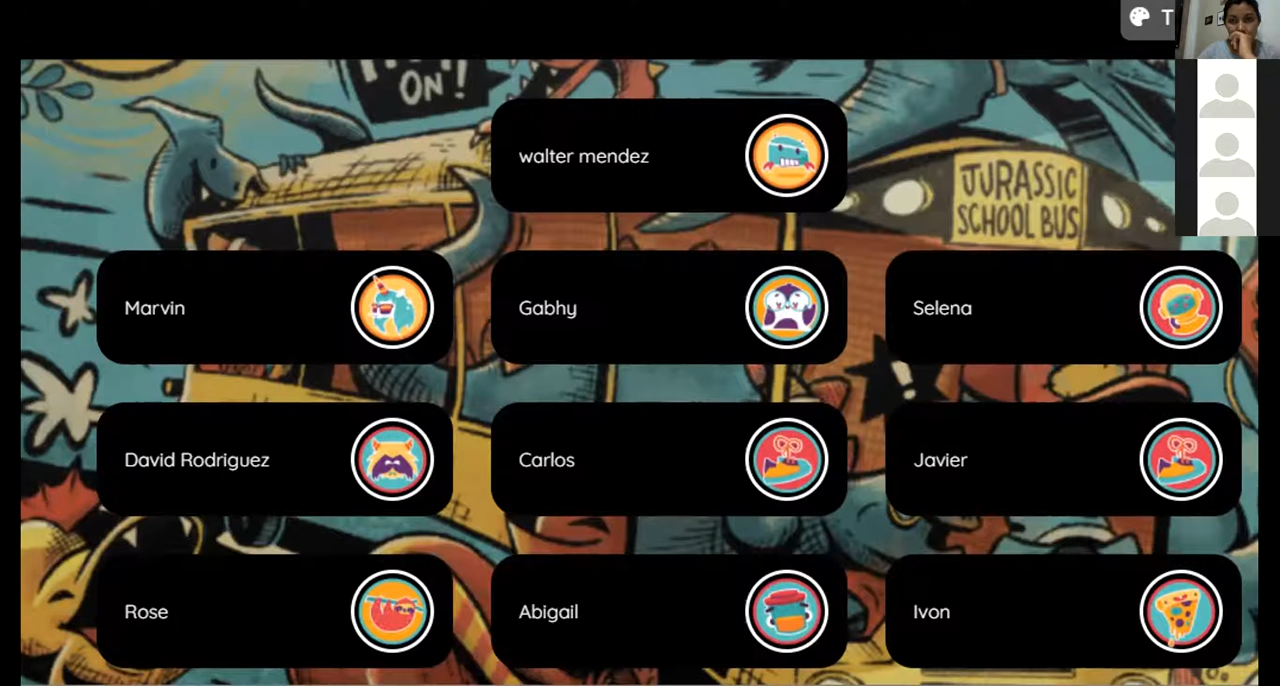 T
ON!
walter mendez
JURASSIC
SCHOOL BUS
Marvin
Gabhy
Selena
David Rodriguez
Carlos
Javier
Rose
Abigail
Ivon